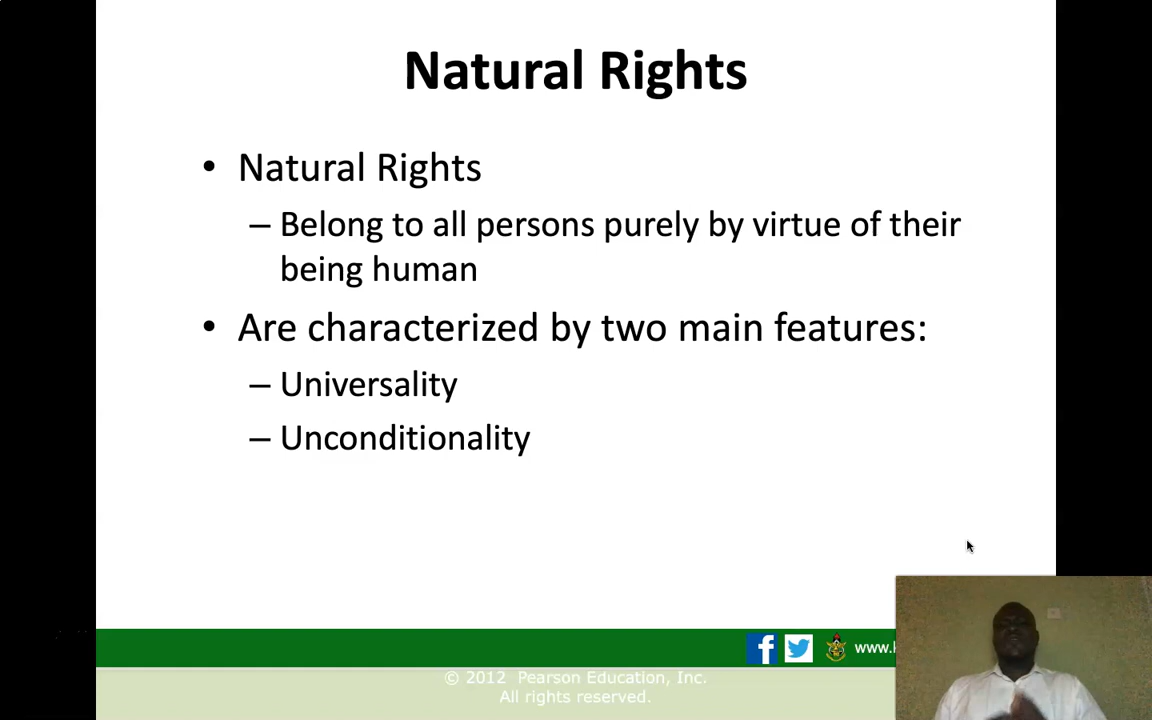 Natural Rights
• Natural Rights
– Belong to all persons purely by virtue of their
being human
• Are characterized by two main features:
– Universality
– Unconditionality
www.
© 2012 Pearson Education, Inc.
All rights reserved.